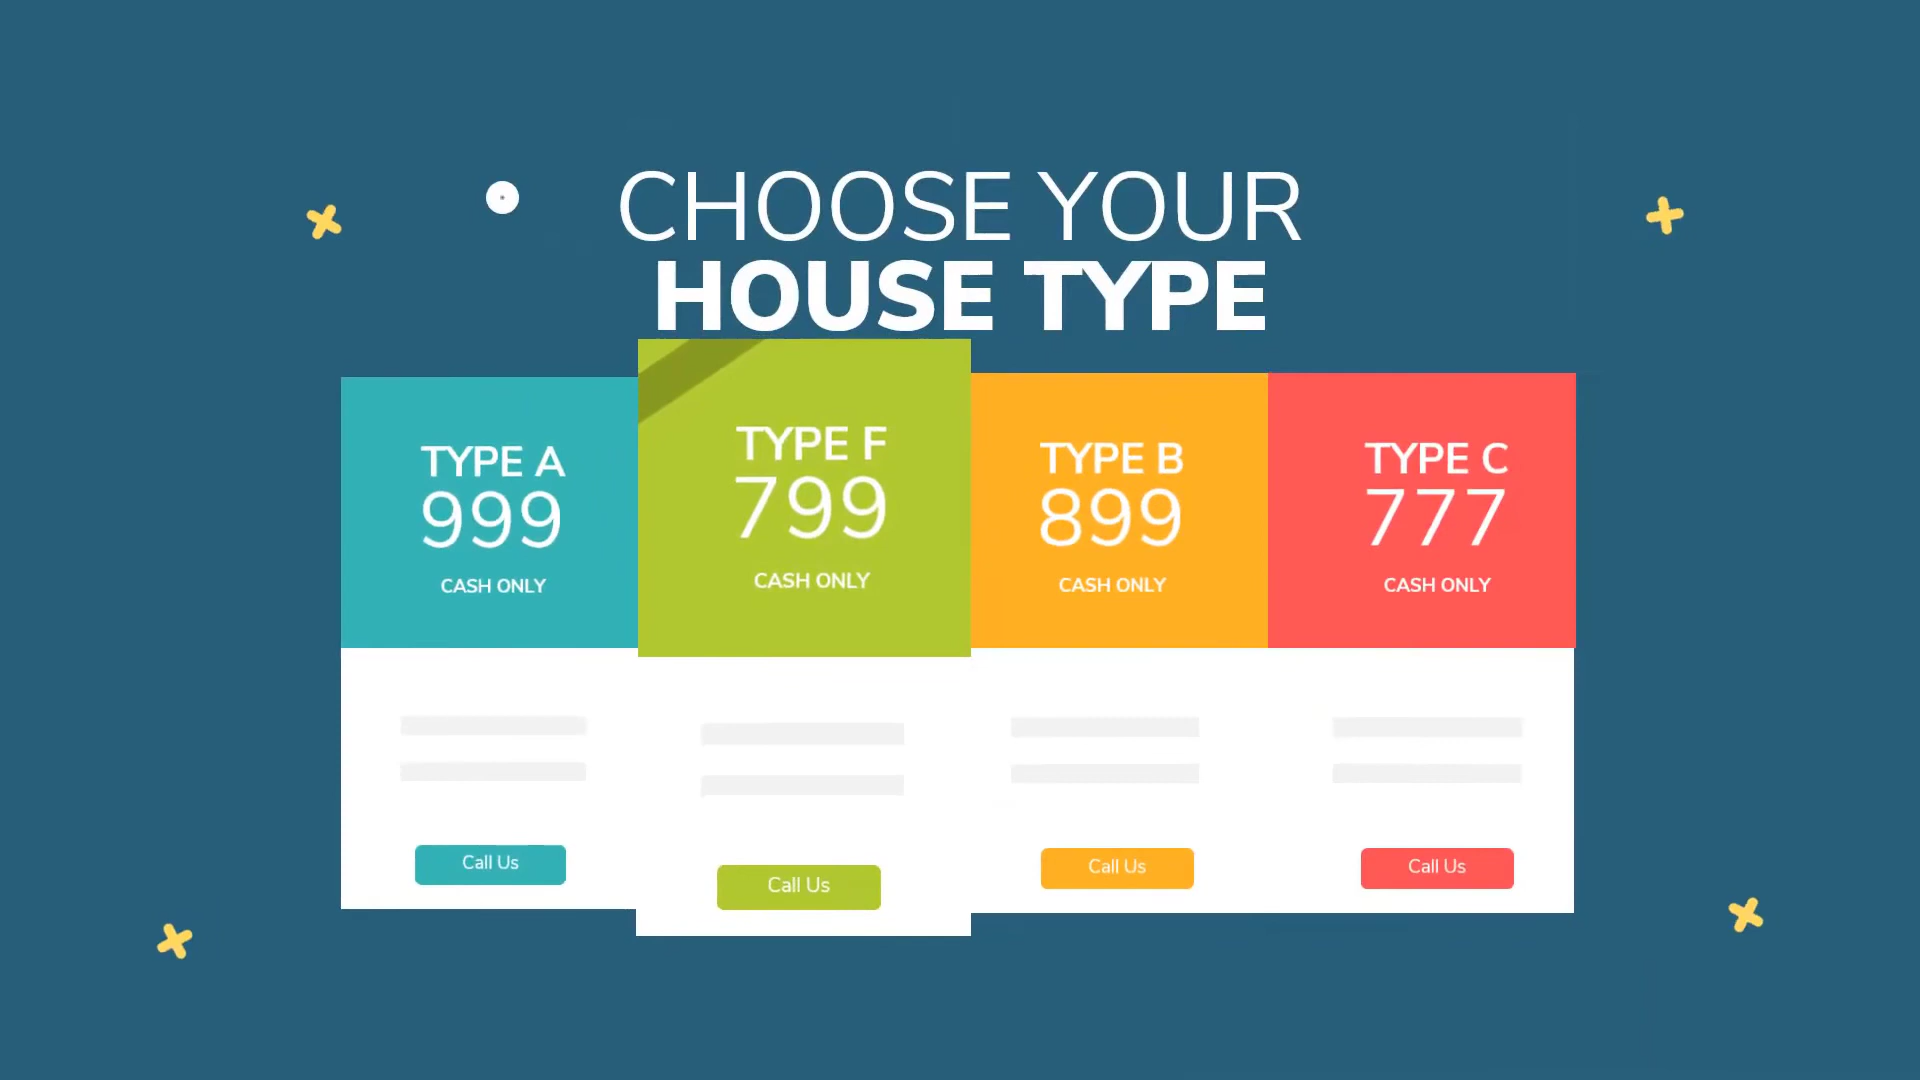 CHOOSE YOUR
HOUSE TYPE
TYPE A
999
CASH ONLY
Call Us
TYPE F
799
CASH ONLY
Call Us
TYPE B
899
CASH ONLY
Call Us
TYPE C
777
CASH ONLY
Call Us